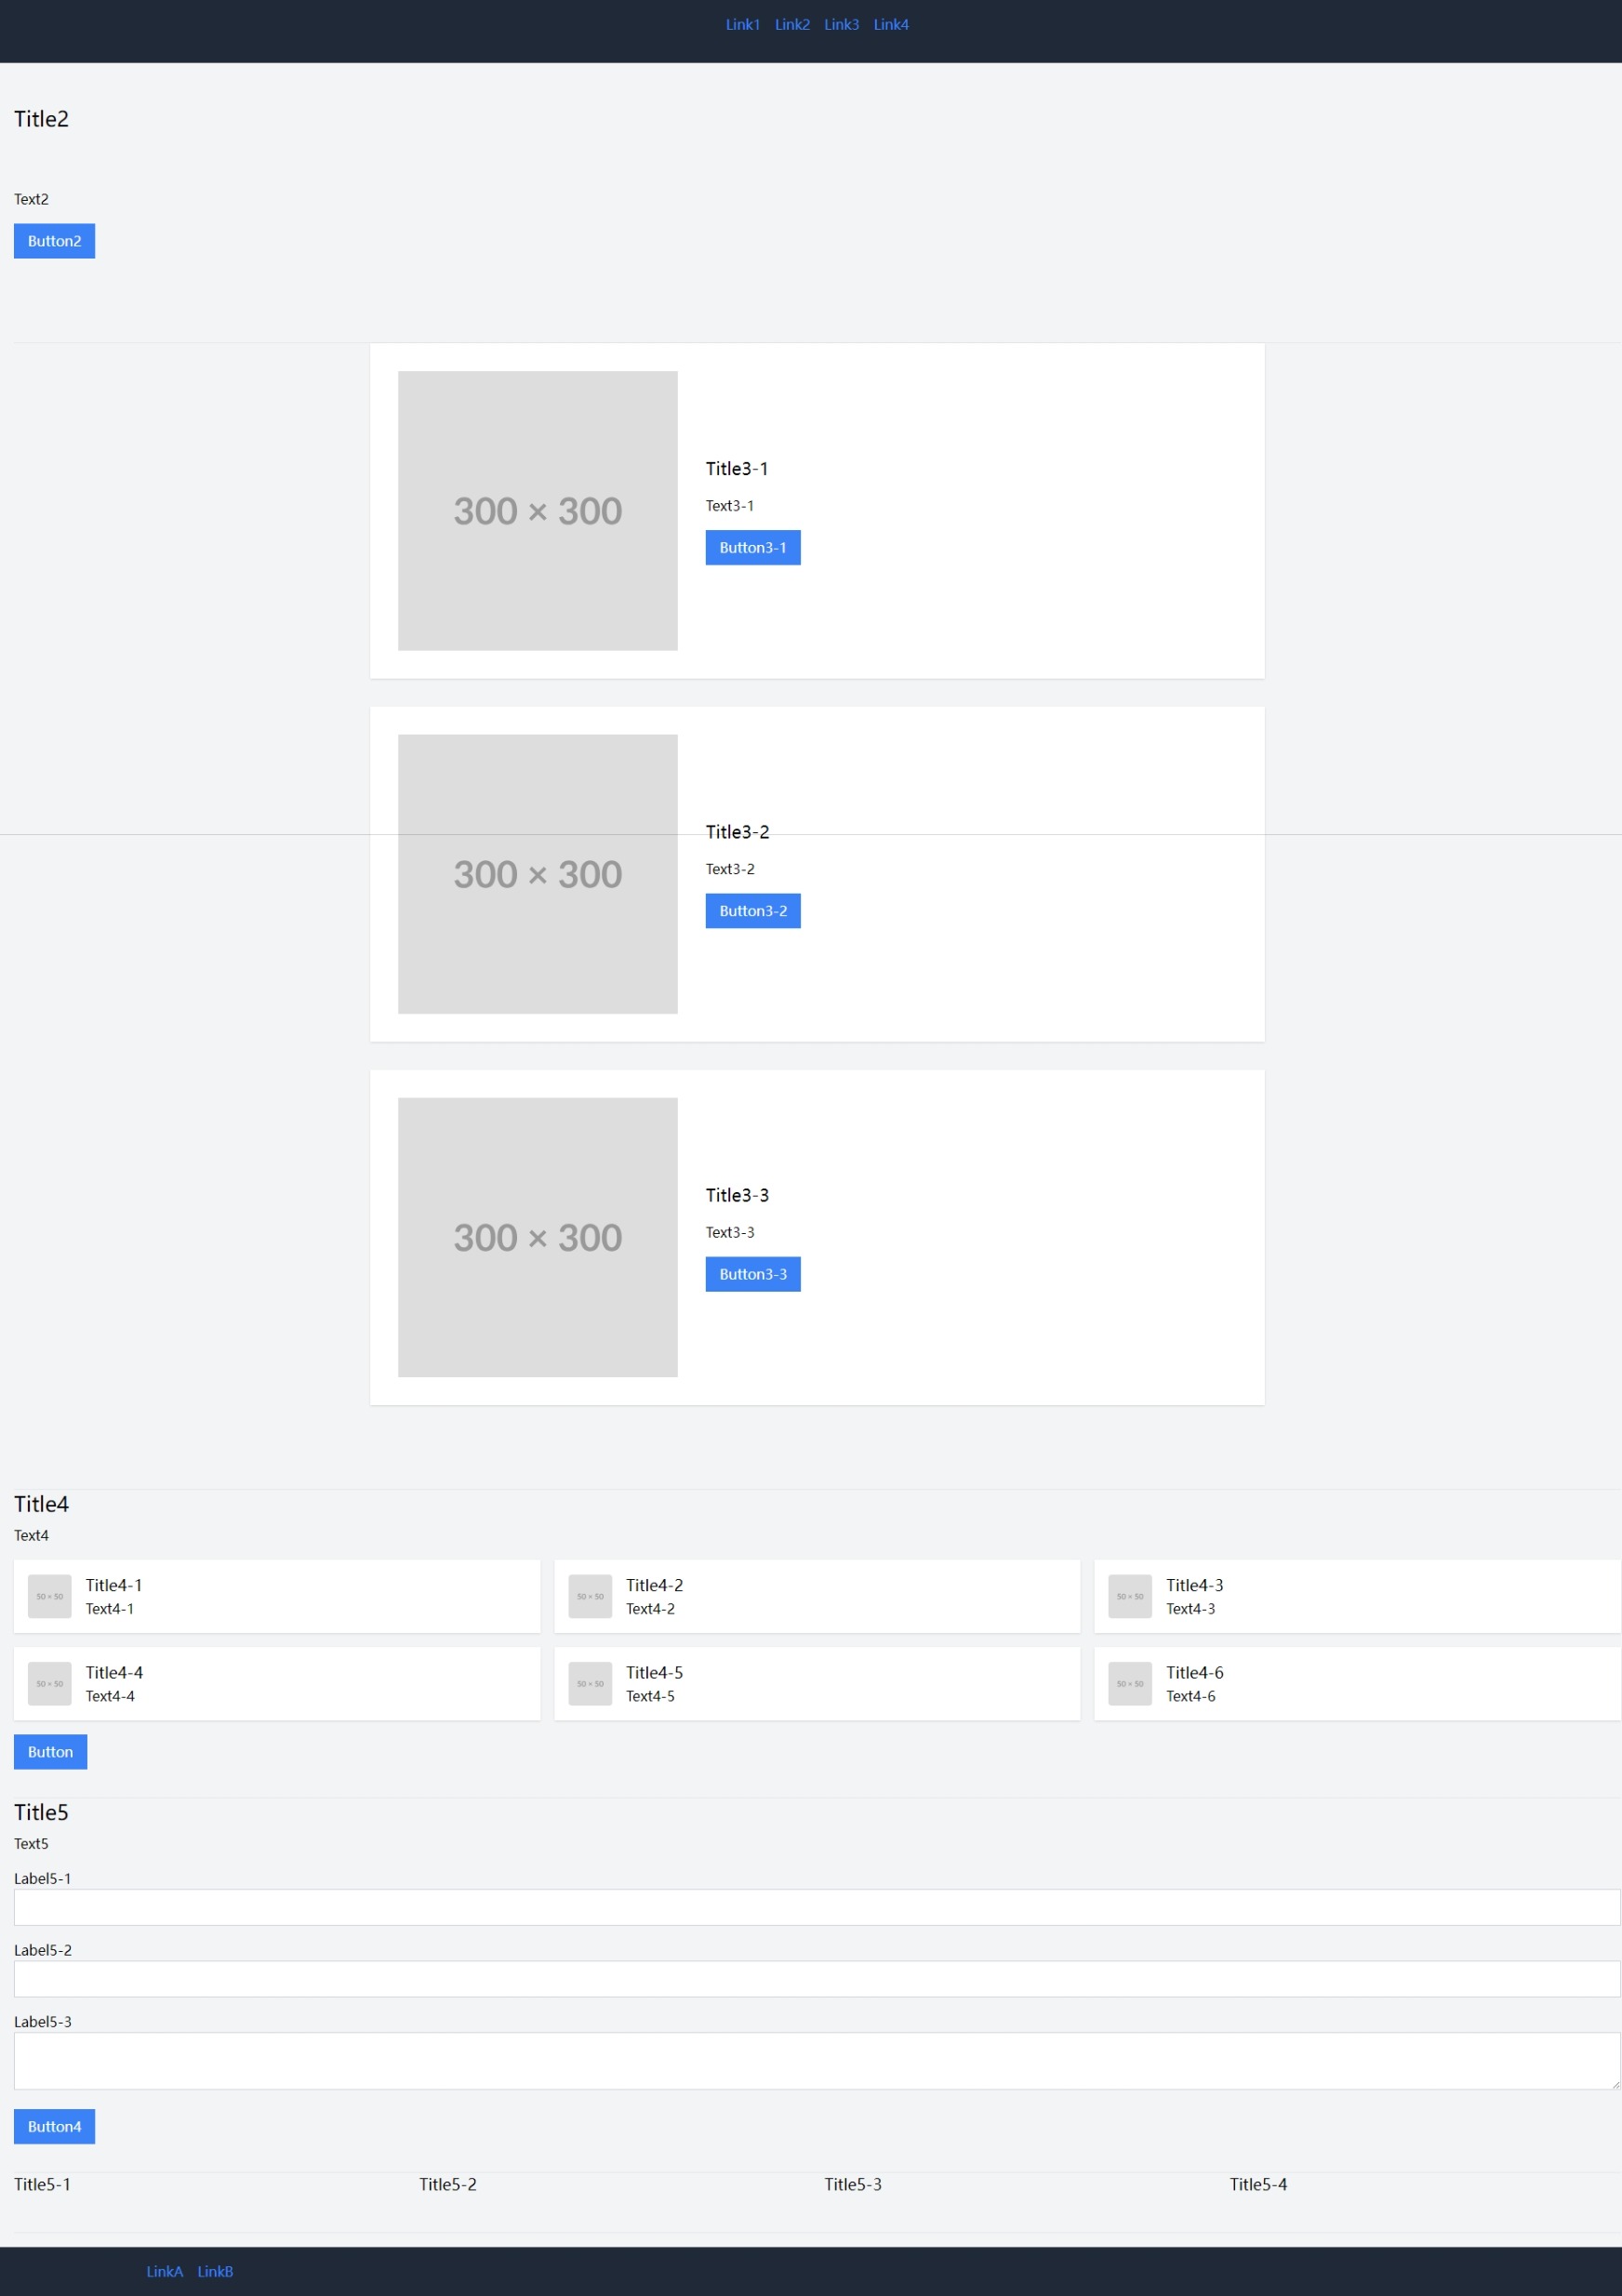 Link1 Link2 Link3 Link4
Title2
Text2
Button2
300 × 300
Title3-1
Text3-1
Button3-1
300 × 300
Title3-2
Text3-2
Button3-2
300 × 300
Title3-3
Text3-3
Button3-3
Title4
Text4
50 × 50
Title4-1
Text4-1
50 × 50
Title4-2
Text4-2
50 × 50
Title4-3
Text4-3
50 × 50
Title4-4
Text4-4
50 × 50
Title4-5
Text4-5
50 × 50
Title4-6
Text4-6
Button
Title5
Text5
Label5-1
Label5-2
Label5-3
Button4
Title5-1 Title5-2 Title5-3 Title5-4
LinkA LinkB